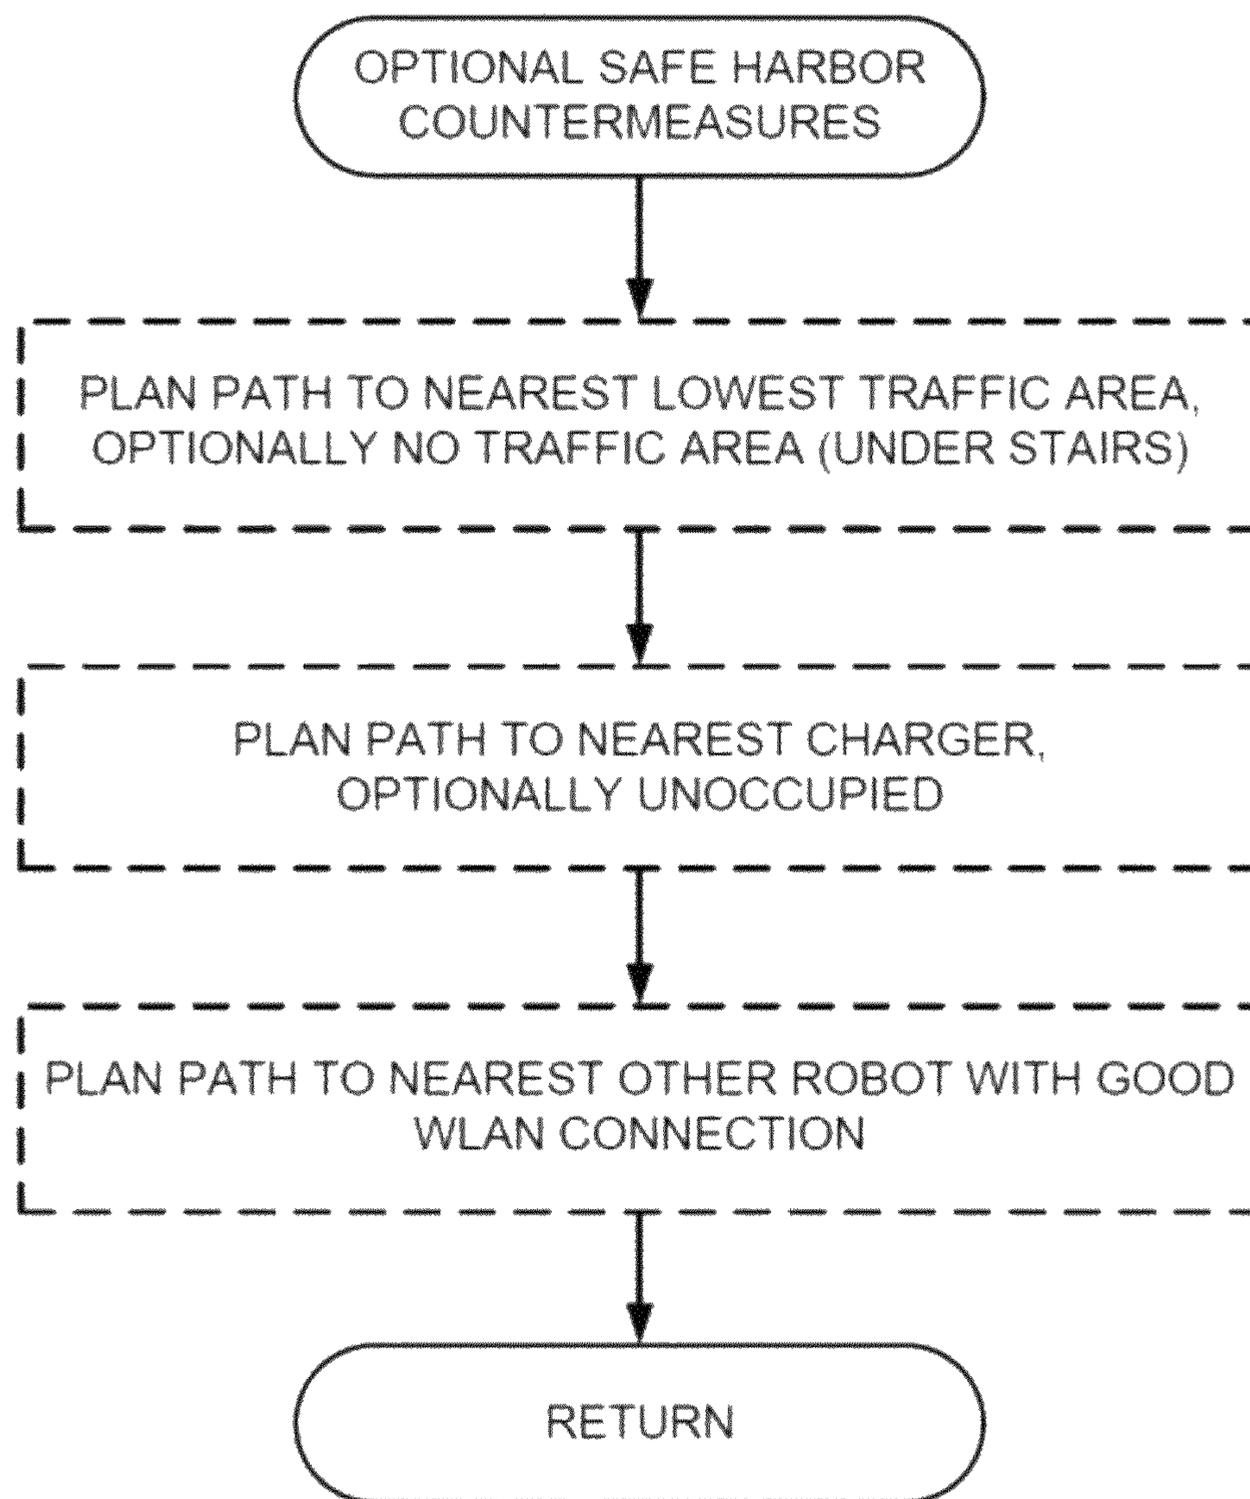 OPTIONAL SAFE HARBOR
COUNTERMEASURES
PLAN PATH TO NEAREST LOWEST TRAFFIC AREA,
OPTIONALLY NO TRAFFIC AREA (UNDER STAIRS)
PLAN PATH TO NEAREST CHARGER,
OPTIONALLY UNOCCUPIED
PLAN PATH TO NEAREST OTHER ROBOT WITH GOOD
WLAN CONNECTION
RETURN